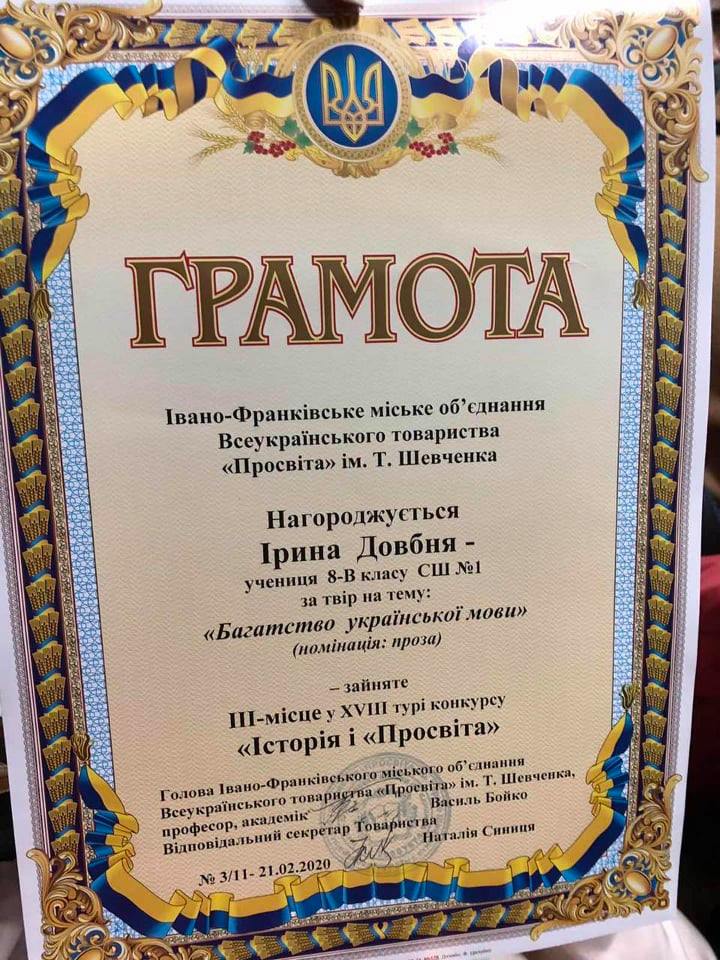 ГРАМОТА
Івано-Франківське міське об’єднання
Всеукраїнського товариства
«Просвіта» ім. Т. Шевченка
Нагороджується
Ірина Довбня -
учениця 8-В класу СШ №1
за твір на тему:
«Багатство української мови»
(номінація: проза)
– зайняте
ІІІ-місце у XVIII турі конкурсу
«Історія і «Просвіта»
Голова Івано-Франківського міського об’єднання
Всеукраїнського товариства «Просвіта» ім. Т. Шевченка,
професор, академік Василь Бойко
Відповідальний секретар Товариства
Наталія Синиця
№ 3/11- 21.02.2020